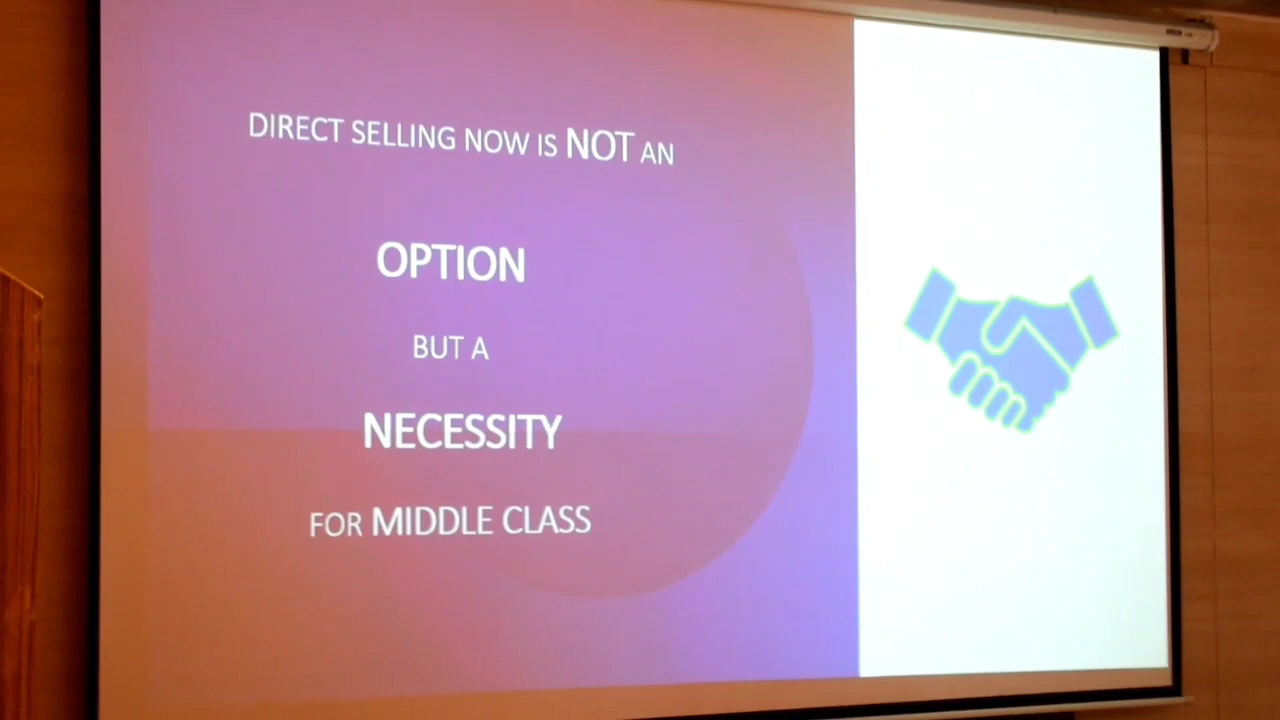 DIRECT SELLING NOW IS NOT AN
OPTION
BUT A
NECESSITY
FOR MIDDLE CLASS